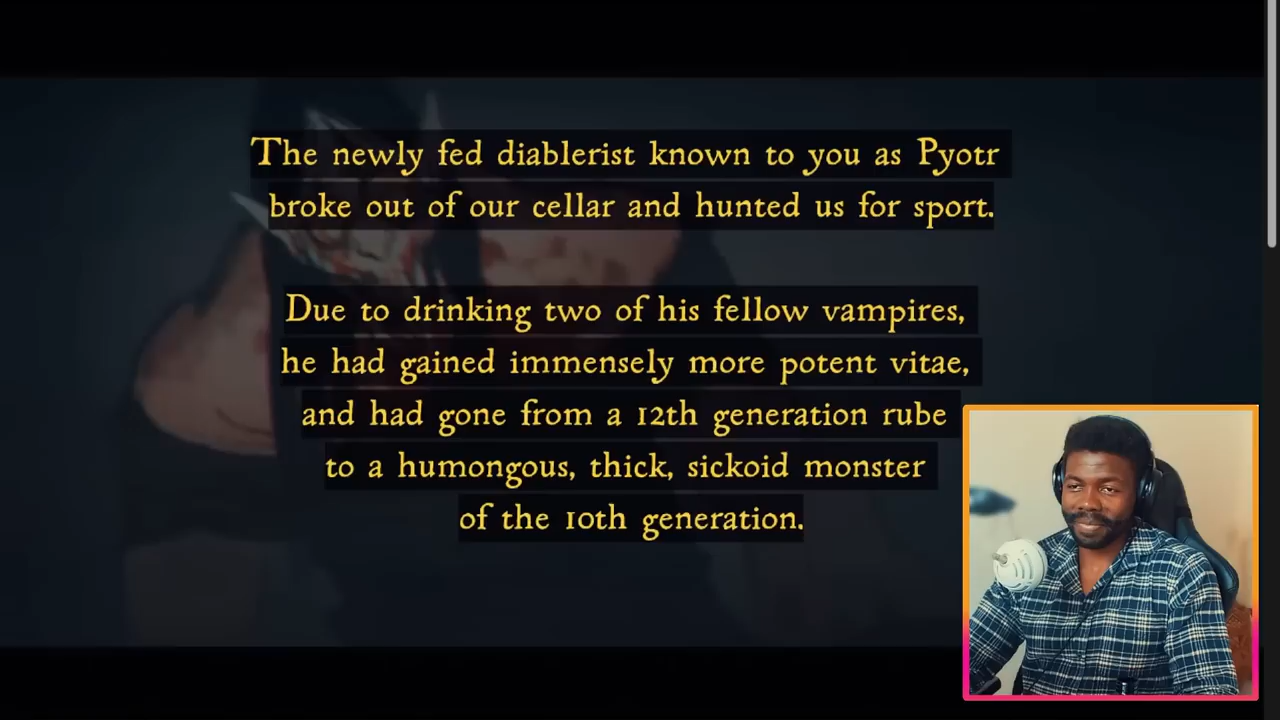 The newly fed diablerist known to you as Pyotr
broke out of our cellar and hunted us for sport.
Due to drinking two of his fellow vampires,
he had gained immensely more potent vitae,
and had gone from a 12th generation rube
to a humongous, thick, sickoid monster
of the 10th generation.